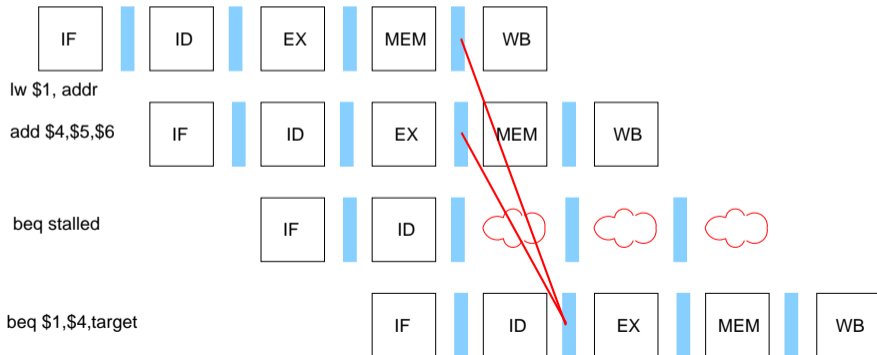 IF ID EX MEM WB
lw $1, addr
add $4,$5,$6 IF ID EX MEM WB
beq stalled IF ID
beq $1,$4,target IF ID EX MEM WB